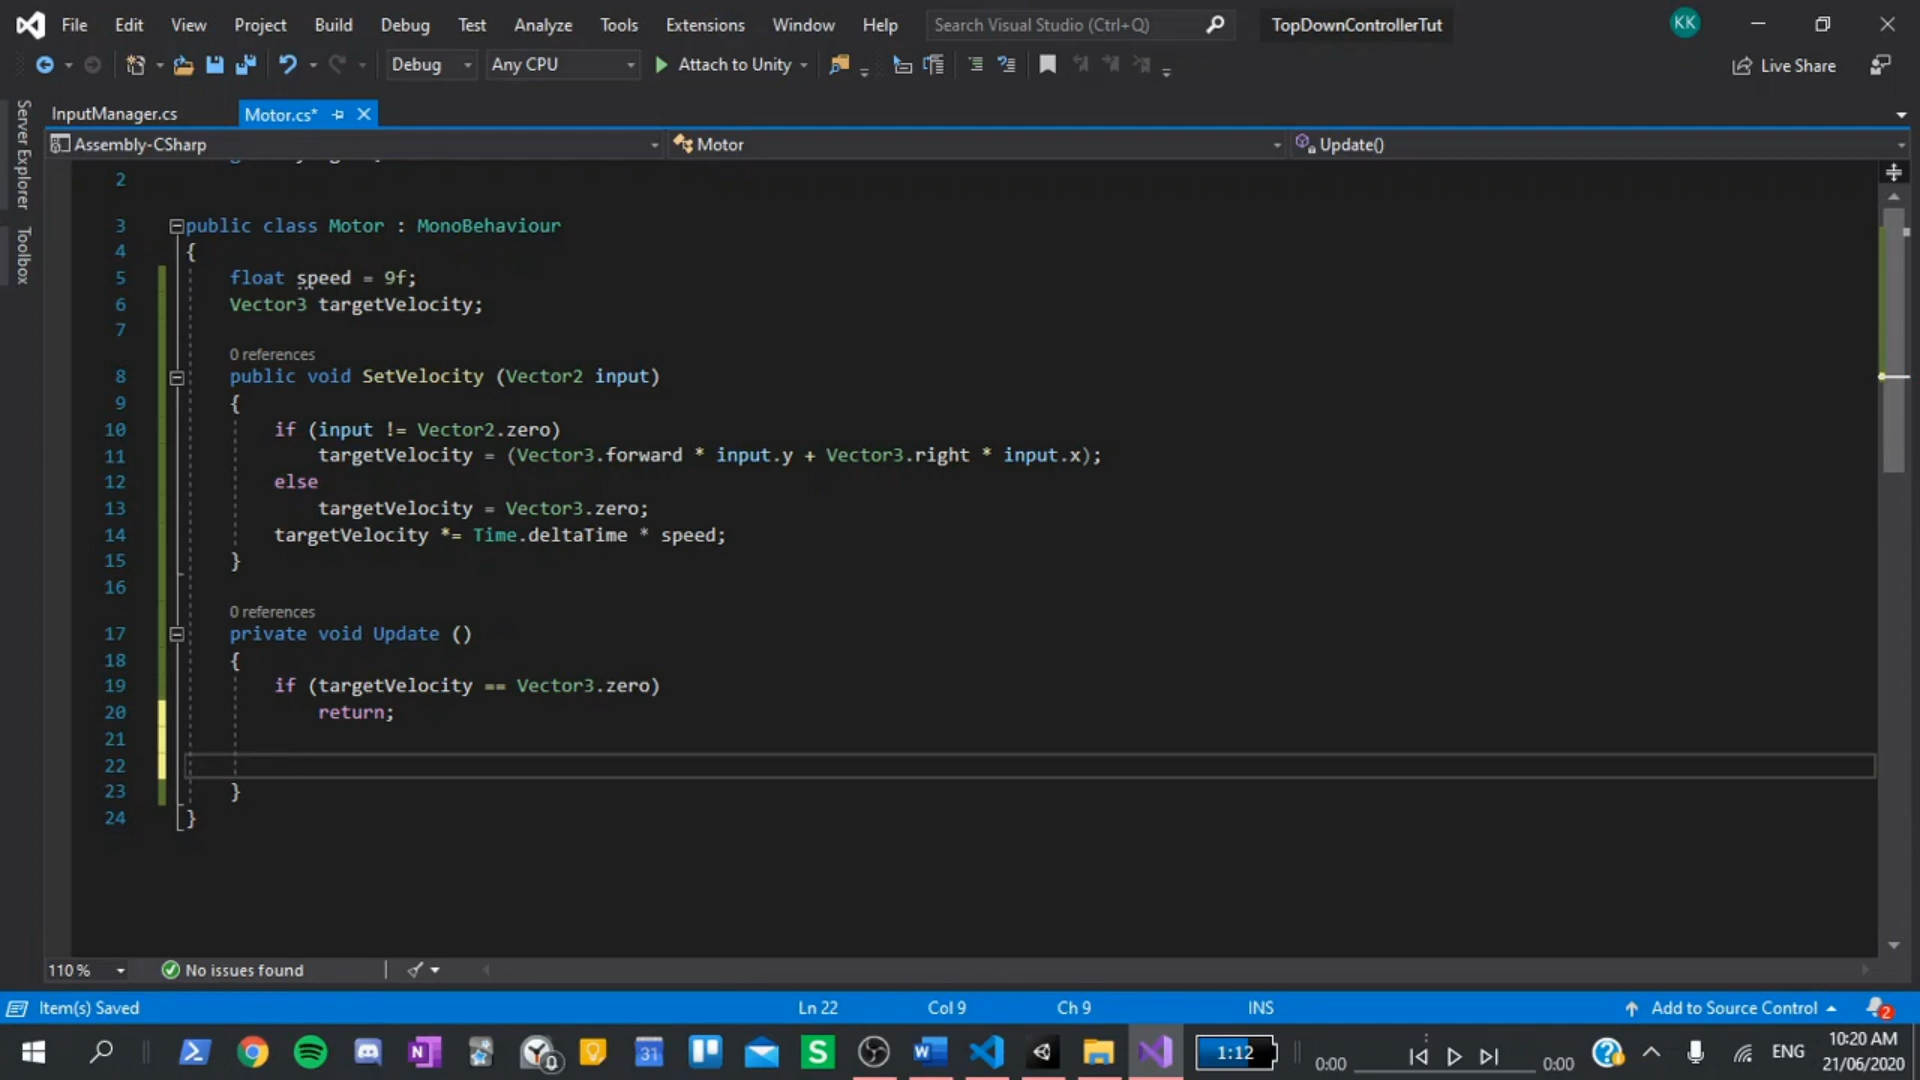 File Edit View Project Build Debug Test Analyze Tools Extensions Window Help Search Visual Studio (Ctrl+Q) TopDownControllerTut KK
Debug Any CPU Attach to Unity Live Share
InputManager.cs Motor.cs*
Assembly-CSharp Motor Update()
Server Explorer
Toolbox
2
3 public class Motor : MonoBehaviour
4 {
5 float speed = 9f;
6 Vector3 targetVelocity;
7
0 references
8 public void SetVelocity (Vector2 input)
9 {
10 if (input != Vector2.zero)
11 targetVelocity = (Vector3.forward * input.y + Vector3.right * input.x);
12 else
13 targetVelocity = Vector3.zero;
14 targetVelocity *= Time.deltaTime * speed;
15 }
16
0 references
17 private void Update ()
18 {
19 if (targetVelocity == Vector3.zero)
20 return;
21
22
23 }
24 }
110 % No issues found
Item(s) Saved Ln 22 Col 9 Ch 9 INS Add to Source Control 2
31 1:12 0:00 0:00 ENG 10:20 AM
21/06/2020